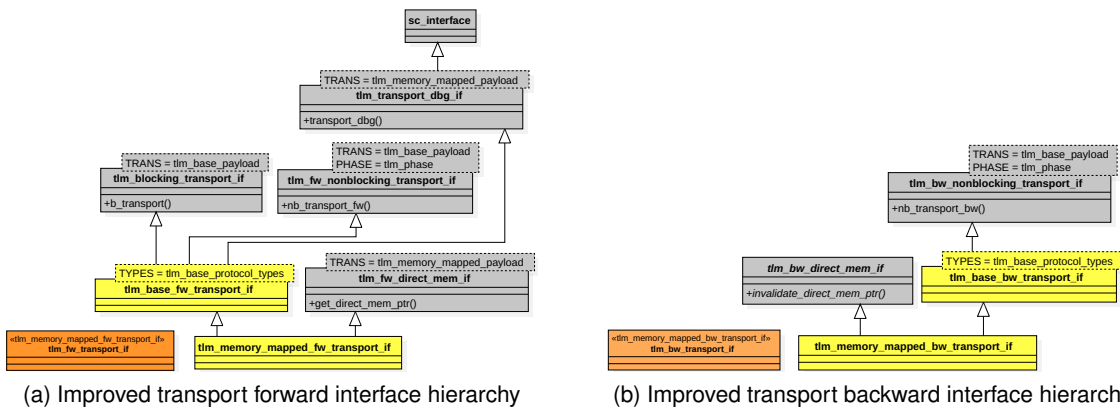 sc_interface
TRANS = tlm_memory_mapped_payload
tlm_transport_dbg_if
+transport_dbg()
TRANS = tlm_base_payload
tlm_blocking_transport_if
+b_transport()
TRANS = tlm_base_payload
PHASE = tlm_phase
tlm_fw_nonblocking_transport_if
+nb_transport_fw()
TYPES = tlm_base_protocol_types
tlm_base_fw_transport_if
TRANS = tlm_memory_mapped_payload
tlm_fw_direct_mem_if
+get_direct_mem_ptr()
«tlm_memory_mapped_fw_transport_if»
tlm_fw_transport_if
tlm_memory_mapped_fw_transport_if
(a) Improved transport forward interface hierarchy
TRANS = tlm_base_payload
PHASE = tlm_phase
tlm_bw_nonblocking_transport_if
+nb_transport_bw()
tlm_bw_direct_mem_if
+invalidate_direct_mem_ptr()
TYPES = tlm_base_protocol_types
tlm_base_bw_transport_if
«tlm_memory_mapped_bw_transport_if»
tlm_bw_transport_if
tlm_memory_mapped_bw_transport_if
(b) Improved transport backward interface hierarch